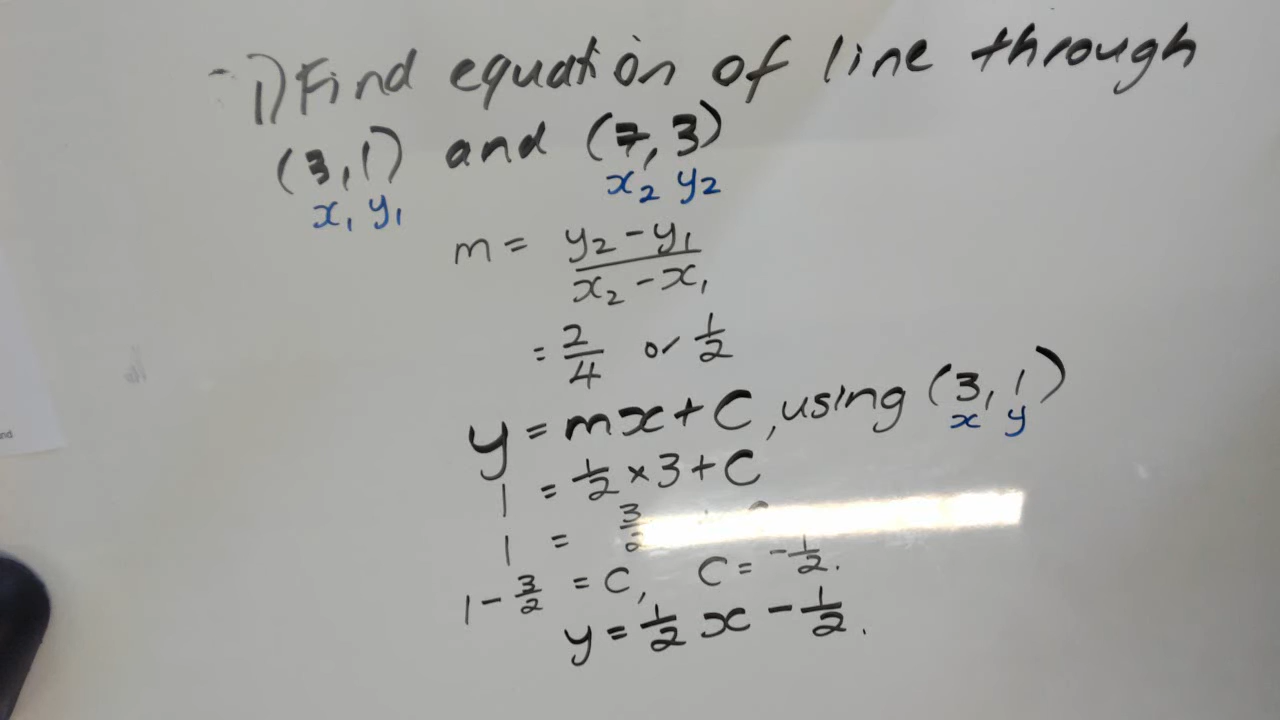 1) Find equation of line through
(3,1) and (7,3)
x₁ y₁ x₂ y₂
m = y₂-y₁/x₂-x₁
= 2/4 or 1/2
y = mx + C, using (3,1)
x y
1 = 1/2 × 3 + C
1 = 3/2
1 - 3/2 = C, C = -1/2.
y = 1/2 x - 1/2.
nd